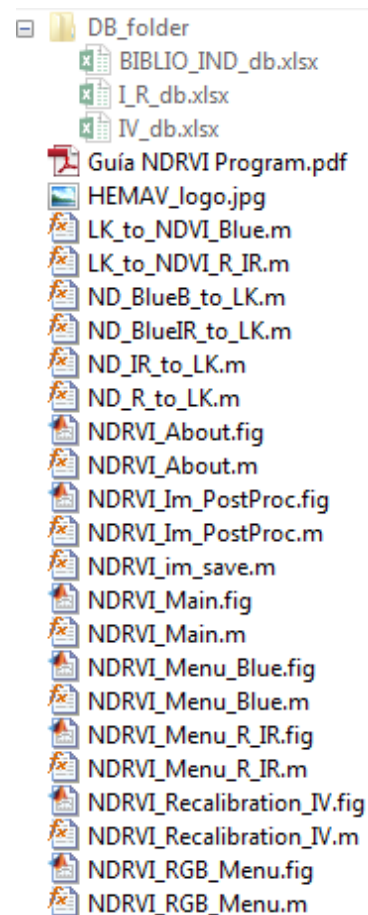 DB_folder
BIBLIO_IND_db.xlsx
I_R_db.xlsx
IV_db.xlsx
Guía NDRVI Program.pdf
HEMAV_logo.jpg
LK_to_NDVI_Blue.m
LK_to_NDVI_R_IR.m
ND_BlueB_to_LK.m
ND_BlueIR_to_LK.m
ND_IR_to_LK.m
ND_R_to_LK.m
NDRVI_About.fig
NDRVI_About.m
NDRVI_Im_PostProc.fig
NDRVI_Im_PostProc.m
NDRVI_im_save.m
NDRVI_Main.fig
NDRVI_Main.m
NDRVI_Menu_Blue.fig
NDRVI_Menu_Blue.m
NDRVI_Menu_R_IR.fig
NDRVI_Menu_R_IR.m
NDRVI_Recalibration_IV.fig
NDRVI_Recalibration_IV.m
NDRVI_RGB_Menu.fig
NDRVI_RGB_Menu.m